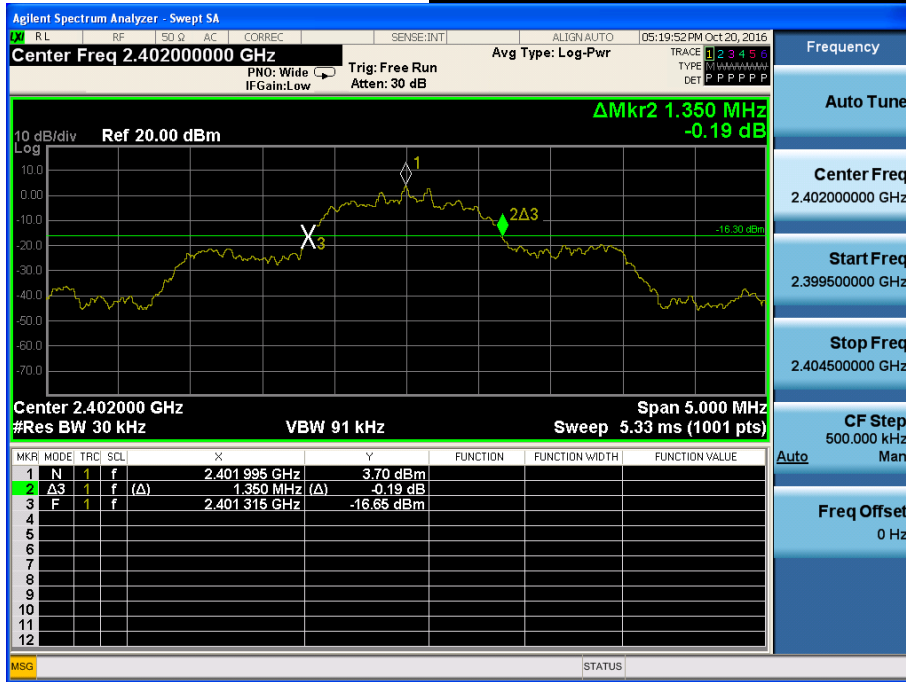 Agilent Spectrum Analyzer - Swept SA
LXI RL RF 50 Ω AC CORREC SENSE:INT ALIGN AUTO 05:19:52 PM Oct 20, 2016
Center Freq 2.402000000 GHz
PNO: Wide
IFGain:Low
Trig: Free Run
Atten: 30 dB
Avg Type: Log-Pwr
TRACE 1 2 3 4 5 6
TYPE M WWWWW
DET P P P P P P
ΔMkr2 1.350 MHz
-0.19 dB
10 dB/div Ref 20.00 dBm
Log
10.0
0.00
-10.0
-20.0
-30.0
-40.0
-50.0
-60.0
-70.0
1
2Δ3
3
-16.30 dBm
Center 2.402000 GHz Span 5.000 MHz
#Res BW 30 kHz VBW 91 kHz Sweep 5.33 ms (1001 pts)
MKR MODE TRC SCL X Y FUNCTION FUNCTION WIDTH FUNCTION VALUE
1 N 1 f 2.401 995 GHz 3.70 dBm
2 Δ3 1 f (Δ) 1.350 MHz (Δ) -0.19 dB
3 F 1 f 2.401 315 GHz -16.65 dBm
4
5
6
7
8
9
10
11
12
MSG STATUS
Frequency
Auto Tune
Center Freq
2.402000000 GHz
Start Freq
2.399500000 GHz
Stop Freq
2.404500000 GHz
CF Step
500.000 kHz
Auto Man
Freq Offset
0 Hz